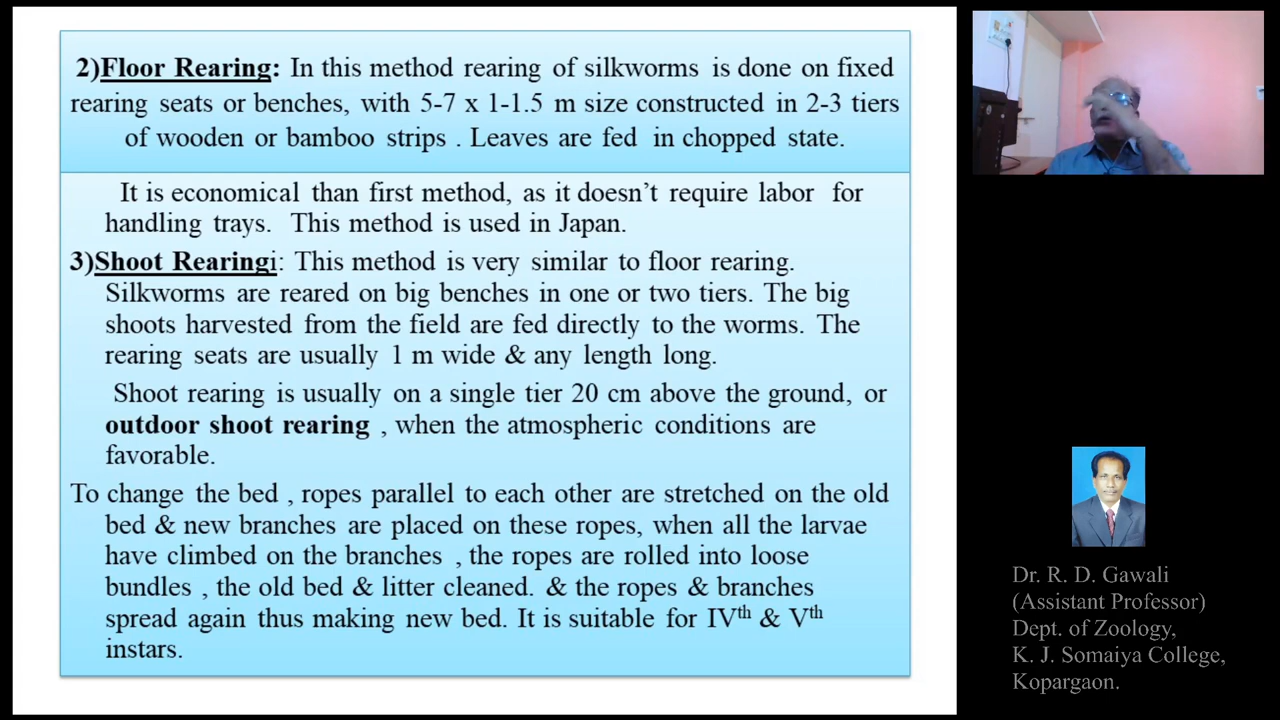 2)Floor Rearing: In this method rearing of silkworms is done on fixed
rearing seats or benches, with 5-7 x 1-1.5 m size constructed in 2-3 tiers
of wooden or bamboo strips . Leaves are fed in chopped state.
It is economical than first method, as it doesn't require labor for
handling trays. This method is used in Japan.
3)Shoot Rearingi: This method is very similar to floor rearing.
Silkworms are reared on big benches in one or two tiers. The big
shoots harvested from the field are fed directly to the worms. The
rearing seats are usually 1 m wide & any length long.
Shoot rearing is usually on a single tier 20 cm above the ground, or
outdoor shoot rearing , when the atmospheric conditions are
favorable.
To change the bed , ropes parallel to each other are stretched on the old
bed & new branches are placed on these ropes, when all the larvae
have climbed on the branches , the ropes are rolled into loose
bundles , the old bed & litter cleaned. & the ropes & branches
spread again thus making new bed. It is suitable for IVth & Vth
instars.
Dr. R. D. Gawali
(Assistant Professor)
Dept. of Zoology,
K. J. Somaiya College,
Kopargaon.